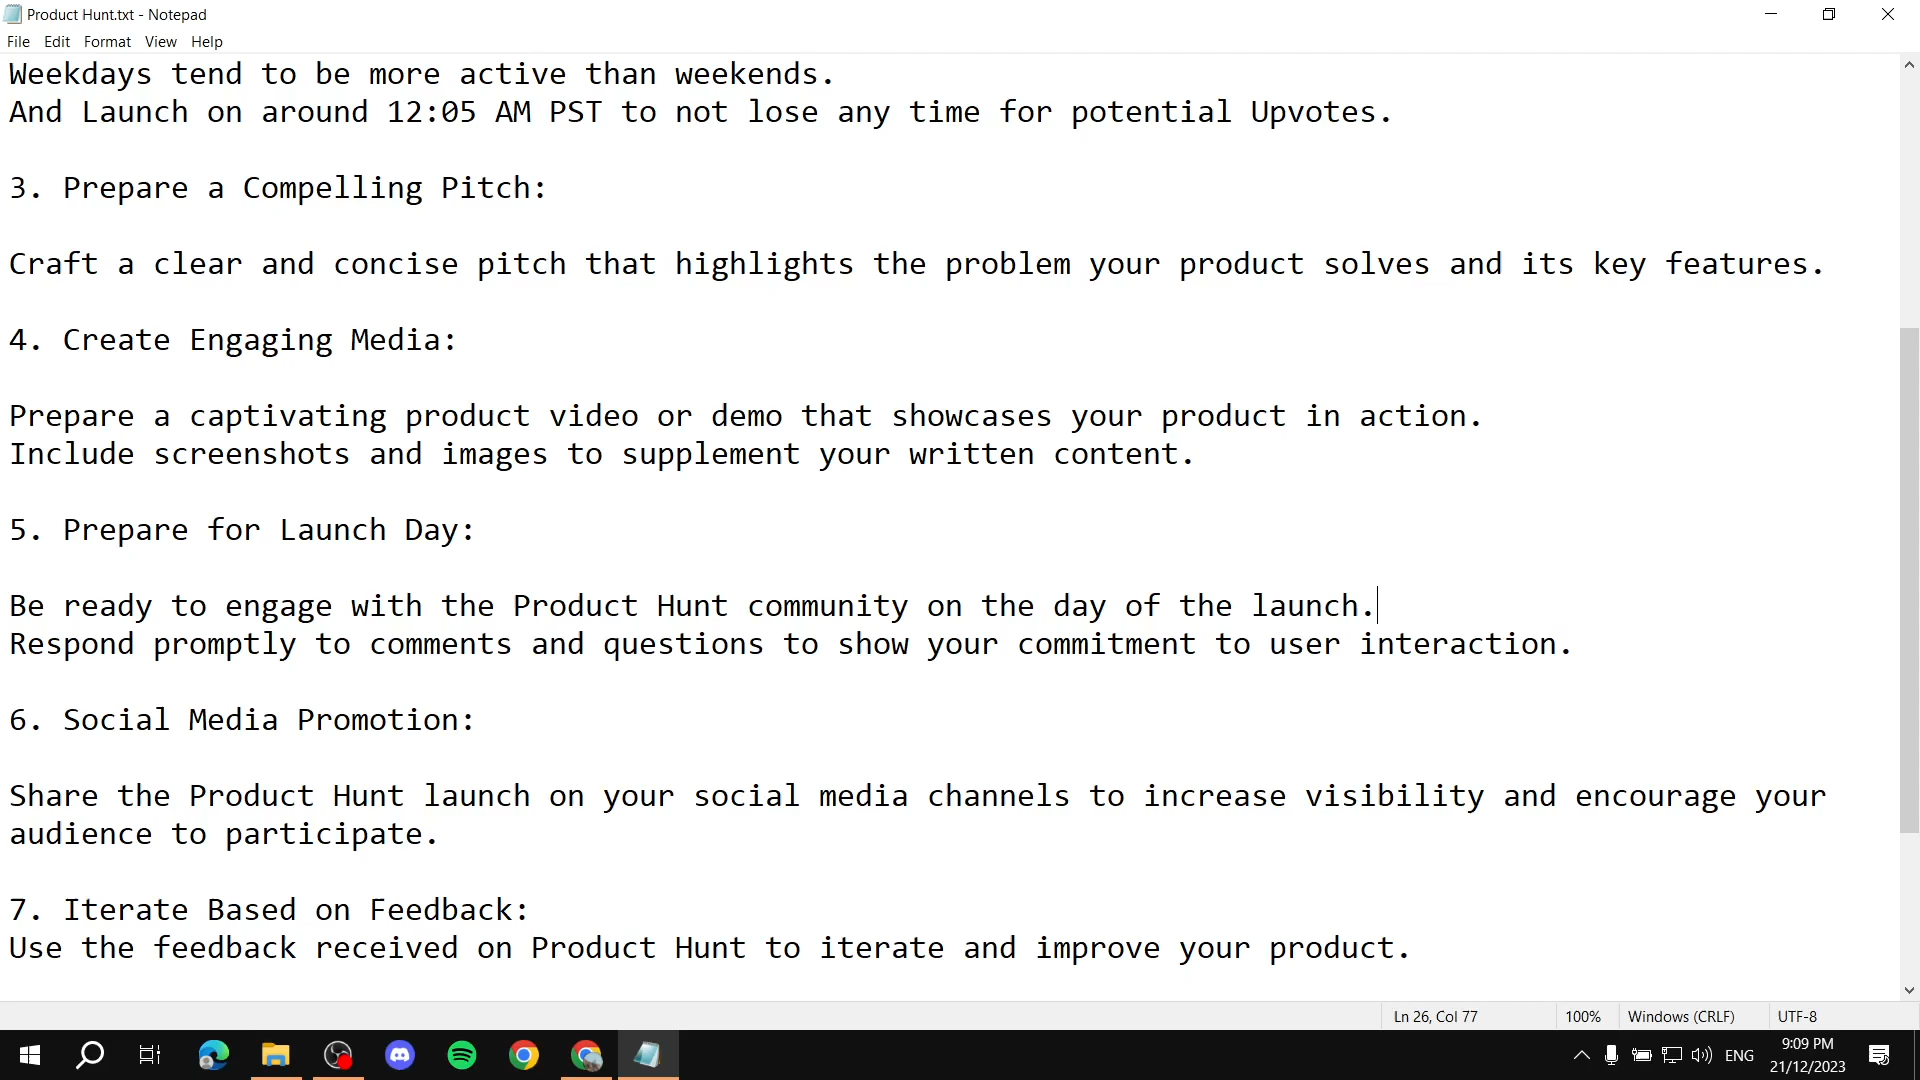 Product Hunt.txt - Notepad
File Edit Format View Help
Weekdays tend to be more active than weekends.
And Launch on around 12:05 AM PST to not lose any time for potential Upvotes.
3. Prepare a Compelling Pitch:
Craft a clear and concise pitch that highlights the problem your product solves and its key features.
4. Create Engaging Media:
Prepare a captivating product video or demo that showcases your product in action.
Include screenshots and images to supplement your written content.
5. Prepare for Launch Day:
Be ready to engage with the Product Hunt community on the day of the launch.
Respond promptly to comments and questions to show your commitment to user interaction.
6. Social Media Promotion:
Share the Product Hunt launch on your social media channels to increase visibility and encourage your
audience to participate.
7. Iterate Based on Feedback:
Use the feedback received on Product Hunt to iterate and improve your product.
Ln 26, Col 77 100% Windows (CRLF) UTF-8
ENG 9:09 PM
21/12/2023